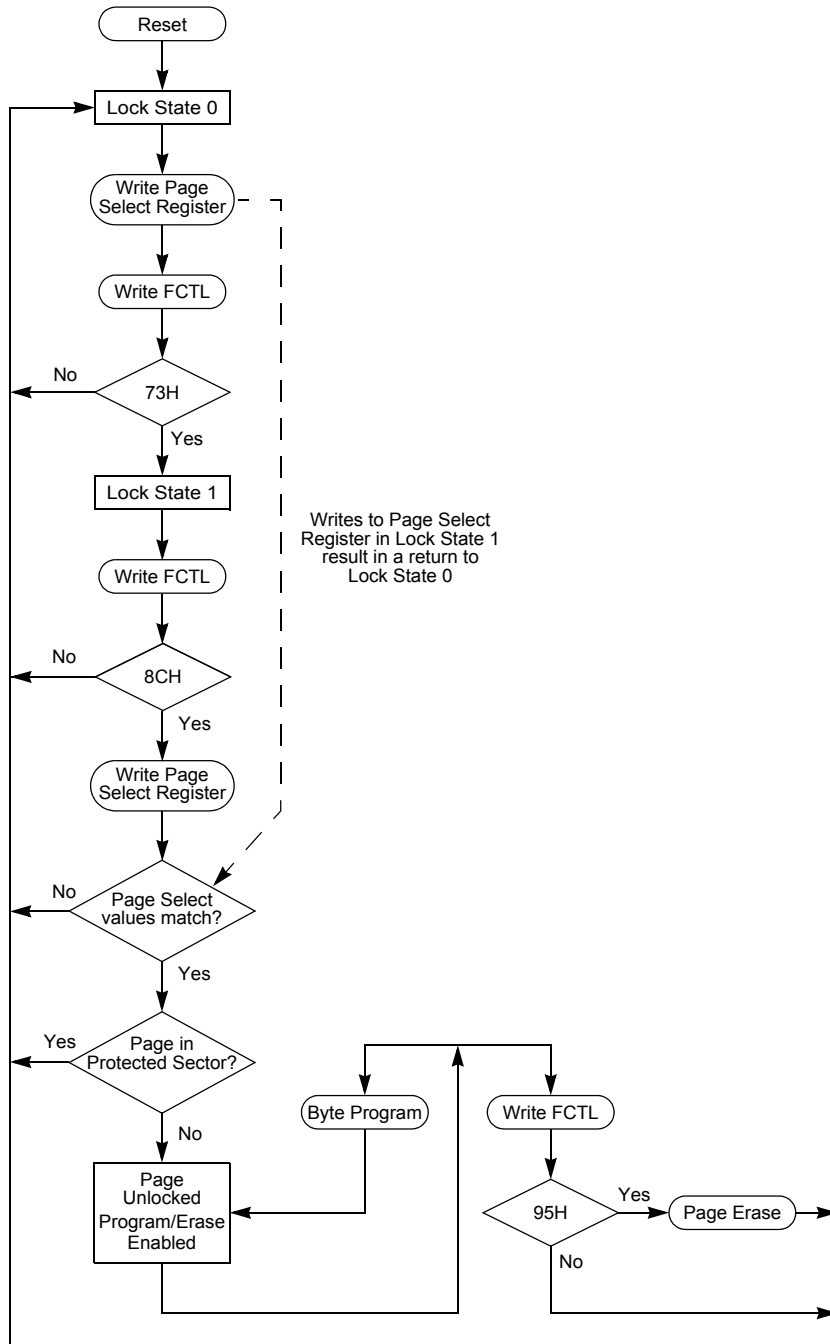 Reset
Lock State 0
Write Page
Select Register
Write FCTL
No
73H
Yes
Lock State 1
Writes to Page Select
Register in Lock State 1
result in a return to
Lock State 0
Write FCTL
No
8CH
Yes
Write Page
Select Register
No
Page Select
values match?
Yes
Yes
Page in
Protected Sector?
No
Byte Program
Write FCTL
Page
Unlocked
Program/Erase
Enabled
95H
Yes
Page Erase
No